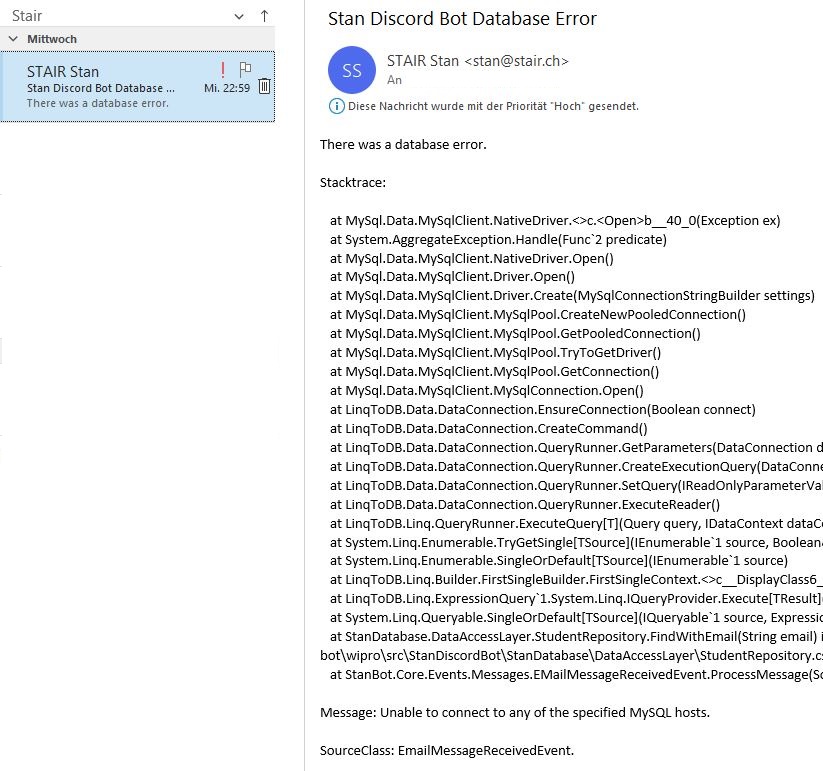 Stair
Mittwoch
STAIR Stan
Stan Discord Bot Database ...
Mi. 22:59
There was a database error.
Stan Discord Bot Database Error
SS
STAIR Stan <stan@stair.ch>
An
Diese Nachricht wurde mit der Priorität "Hoch" gesendet.
There was a database error.
Stacktrace:
at MySql.Data.MySqlClient.NativeDriver.<>c.<Open>b__40_0(Exception ex)
at System.AggregateException.Handle(Func`2 predicate)
at MySql.Data.MySqlClient.NativeDriver.Open()
at MySql.Data.MySqlClient.Driver.Open()
at MySql.Data.MySqlClient.Driver.Create(MySqlConnectionStringBuilder settings)
at MySql.Data.MySqlClient.MySqlPool.CreateNewPooledConnection()
at MySql.Data.MySqlClient.MySqlPool.GetPooledConnection()
at MySql.Data.MySqlClient.MySqlPool.TryToGetDriver()
at MySql.Data.MySqlClient.MySqlPool.GetConnection()
at MySql.Data.MySqlClient.MySqlConnection.Open()
at LinqToDB.Data.DataConnection.EnsureConnection(Boolean connect)
at LinqToDB.Data.DataConnection.CreateCommand()
at LinqToDB.Data.DataConnection.QueryRunner.GetParameters(DataConnection d
at LinqToDB.Data.DataConnection.QueryRunner.CreateExecutionQuery(DataConne
at LinqToDB.Data.DataConnection.QueryRunner.SetQuery(IReadOnlyParameterVal
at LinqToDB.Data.DataConnection.QueryRunner.ExecuteReader()
at LinqToDB.Linq.QueryRunner.ExecuteQuery[T](Query query, IDataContext dataCo
at System.Linq.Enumerable.TryGetSingle[TSource](IEnumerable`1 source, Boolean&
at System.Linq.Enumerable.SingleOrDefault[TSource](IEnumerable`1 source)
at LinqToDB.Linq.Builder.FirstSingleBuilder.FirstSingleContext.<>c__DisplayClass6_
at LinqToDB.Linq.ExpressionQuery`1.System.Linq.IQueryProvider.Execute[TResult](
at System.Linq.Queryable.SingleOrDefault[TSource](IQueryable`1 source, Expressio
at StanDatabase.DataAccessLayer.StudentRepository.FindWithEmail(String email) i
bot\wipro\src\StanDiscordBot\StanDatabase\DataAccessLayer\StudentRepository.cs
at StanBot.Core.Events.Messages.EMailMessageReceivedEvent.ProcessMessage(So
Message: Unable to connect to any of the specified MySQL hosts.
SourceClass: EmailMessageReceivedEvent.